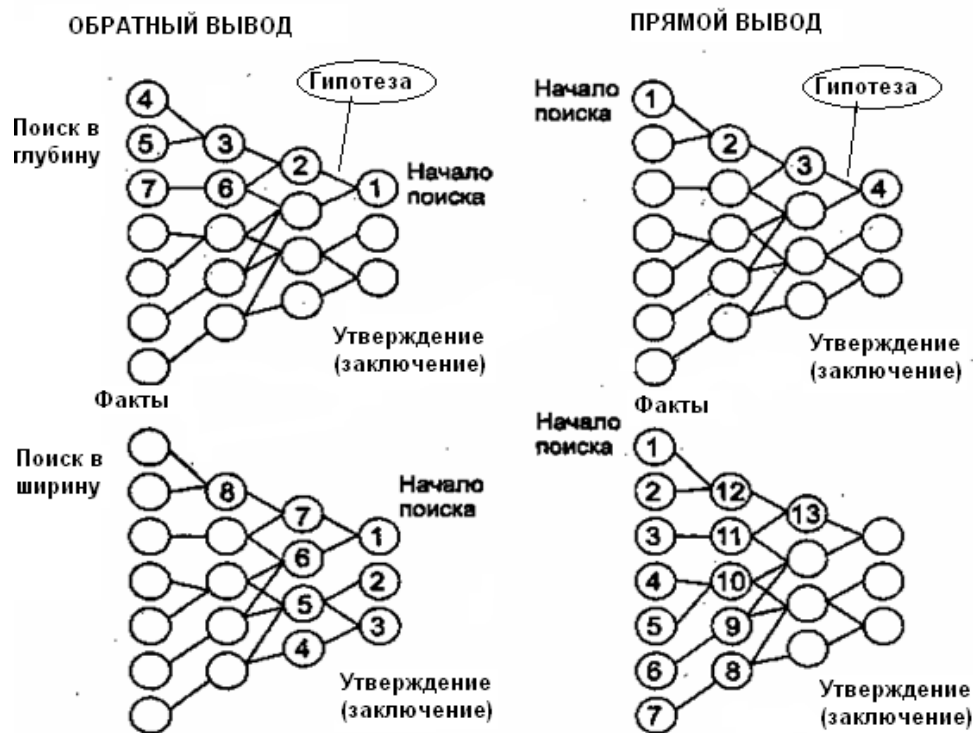 ОБРАТНЫЙ ВЫВОД
ПРЯМОЙ ВЫВОД
Гипотеза
Поиск в
глубину
4
5
3
7
6
2
1
Начало
поиска
Утверждение
(заключение)
Факты
Начало
поиска
Гипотеза
1
2
3
4
Утверждение
(заключение)
Факты
Поиск в
ширину
8
7
6
5
4
1
2
3
Начало
поиска
Утверждение
(заключение)
Начало
поиска
1
2
3
4
5
6
7
12
11
10
9
8
13
Утверждение
(заключение)